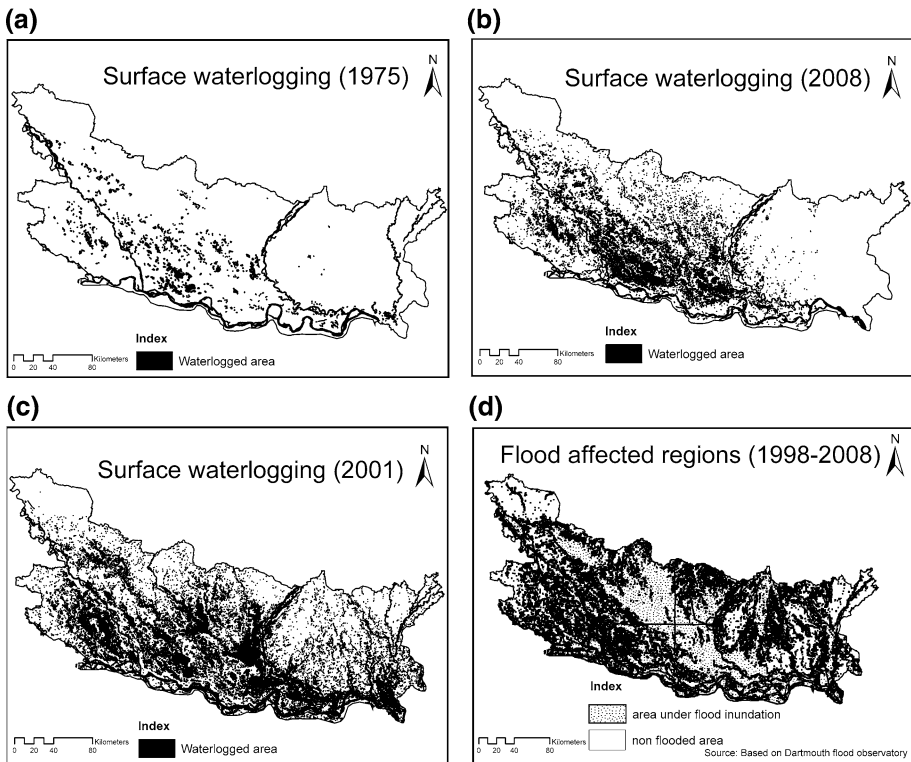 (a)
Surface waterlogging (1975)
N
Index
Waterlogged area
Kilometers
0 20 40 80
(b)
Surface waterlogging (2008)
N
Index
Waterlogged area
Kilometers
0 20 40 80
(c)
Surface waterlogging (2001)
N
Index
Waterlogged area
Kilometers
0 20 40 80
(d)
Flood affected regions (1998-2008)
N
Index
area under flood inundation
non flooded area
Kilometers
0 20 40 80
Source: Based on Dartmouth flood observatory